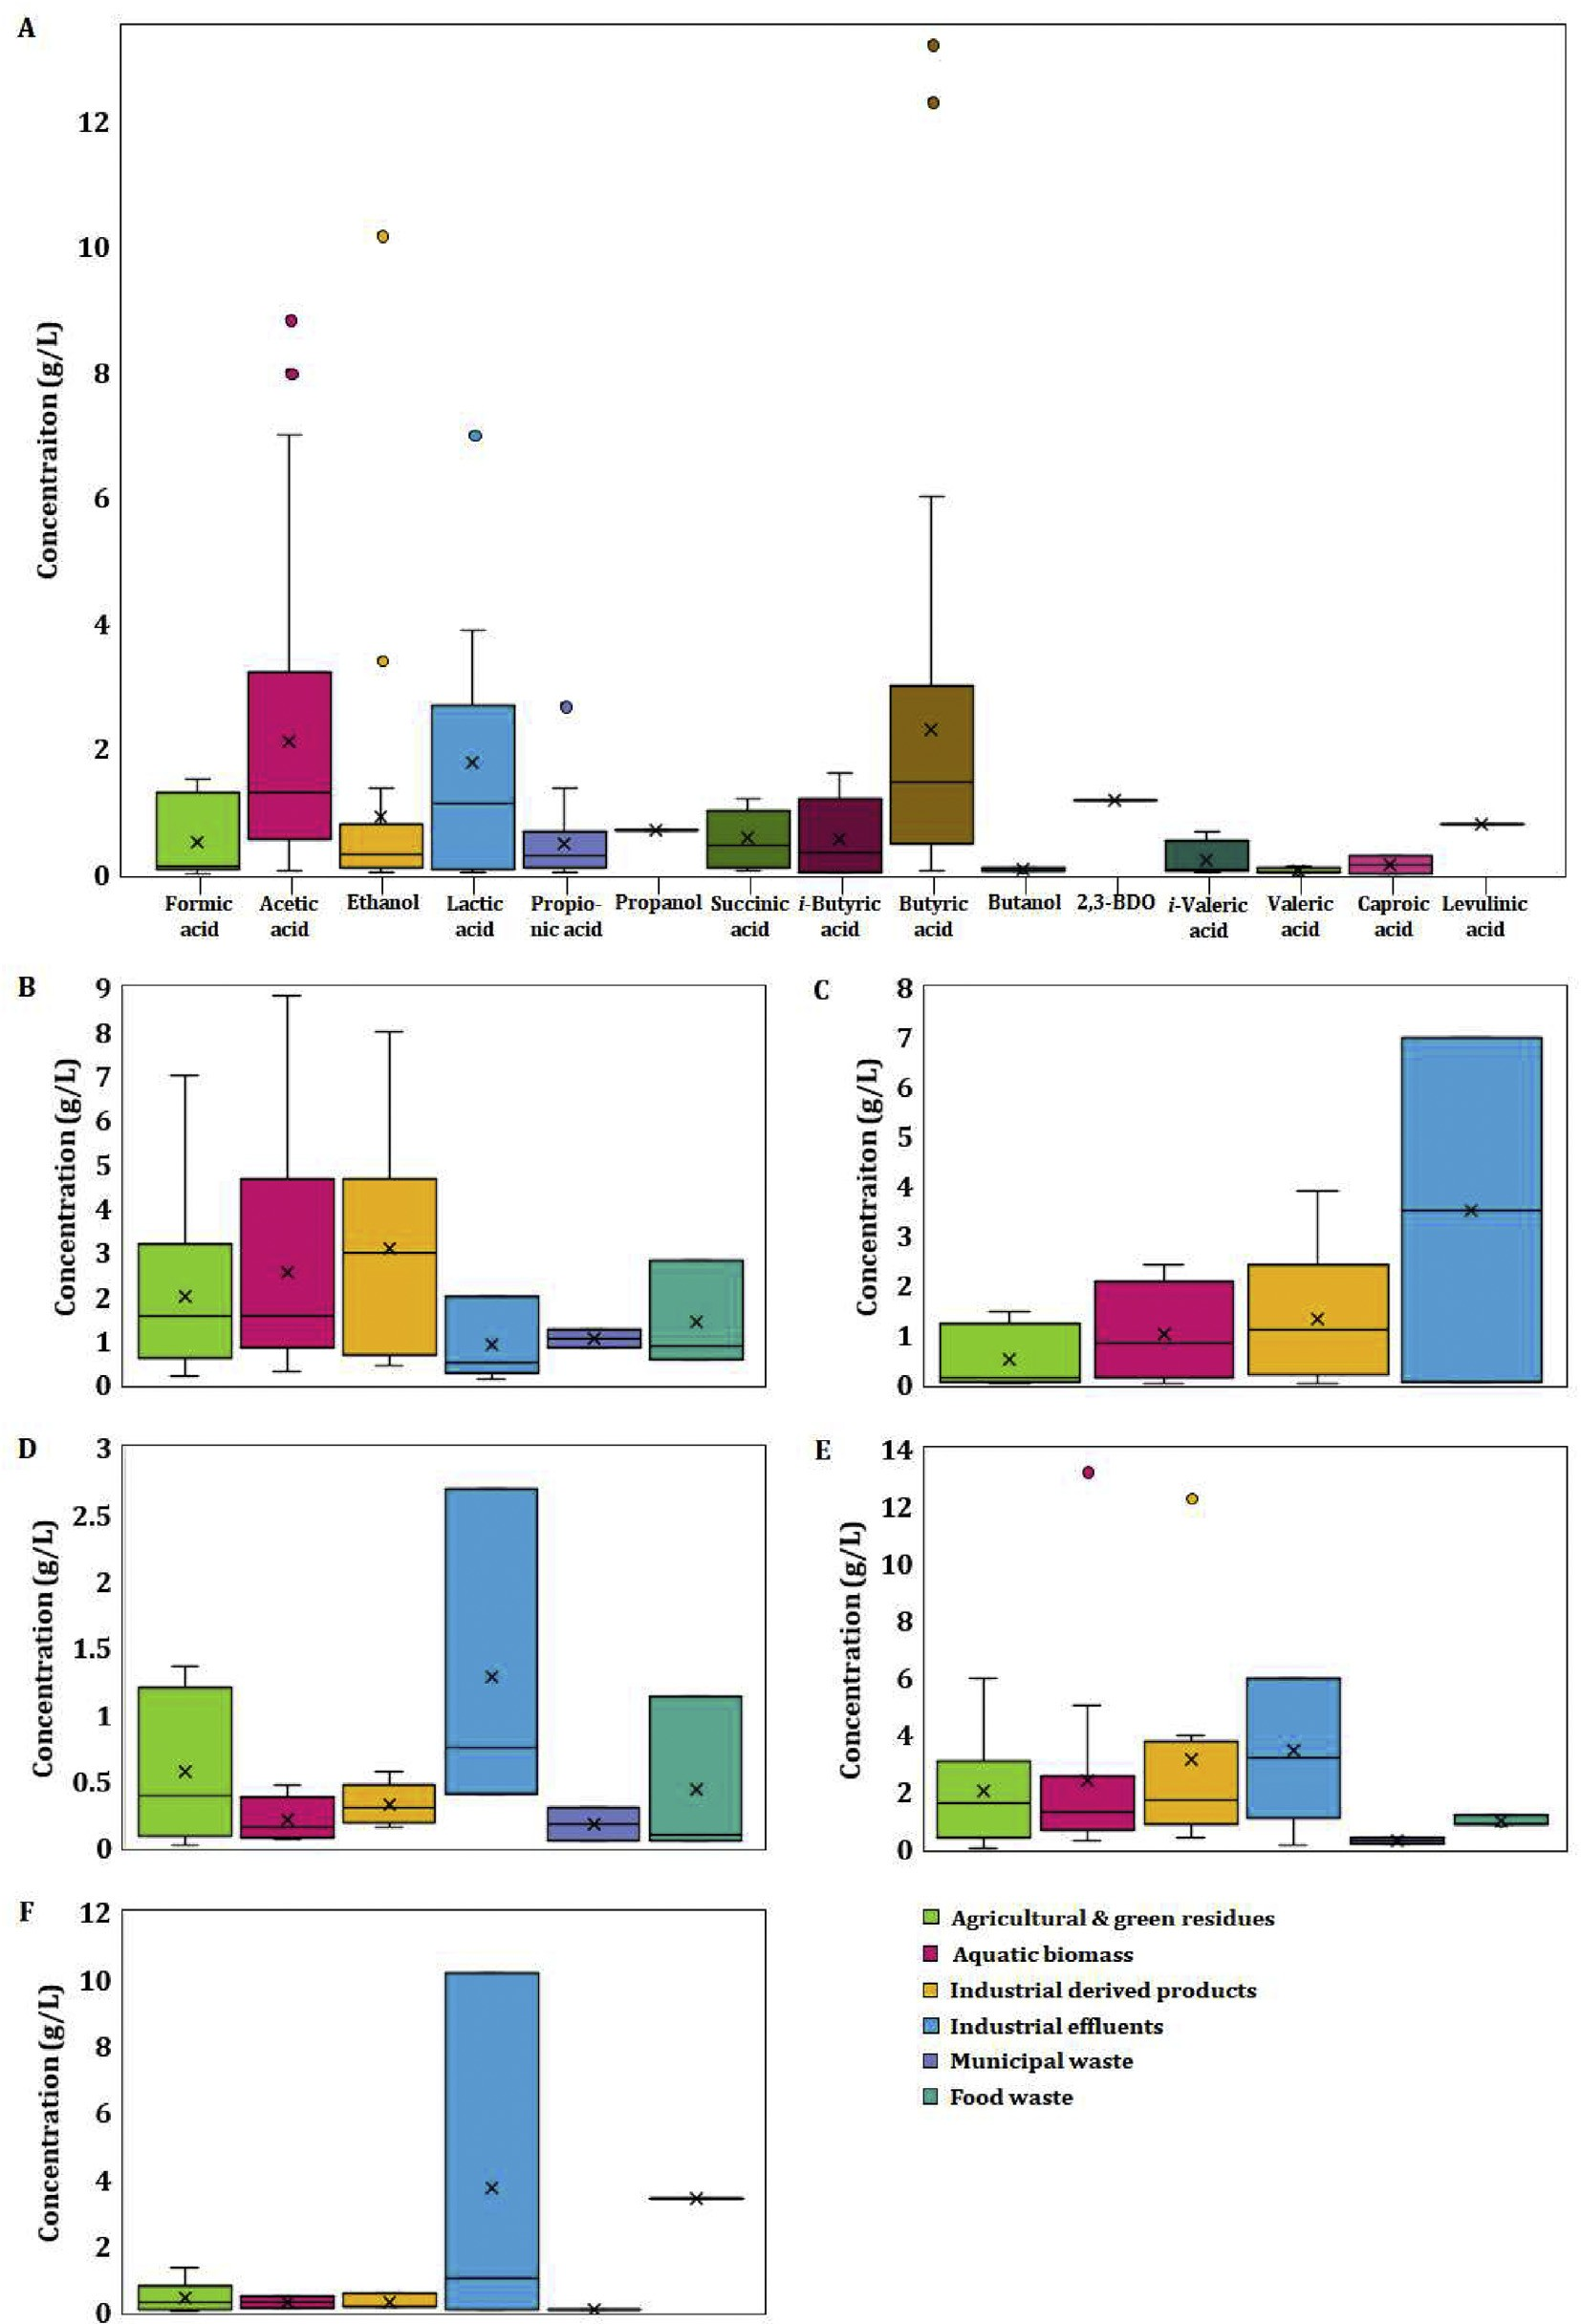 A
Concentraiton (g/L)
12
10
8
6
4
2
0
Formic acid
Acetic acid
Ethanol
Lactic acid
Propio-nic acid
Propanol
Succinic acid
i-Butyric acid
Butyric acid
Butanol
2,3-BDO
i-Valeric acid
Valeric acid
Caproic acid
Levulinic acid
B
Concentration (g/L)
9
8
7
6
5
4
3
2
1
0
C
Concentraiton (g/L)
8
7
6
5
4
3
2
1
0
D
Concentration (g/L)
3
2.5
2
1.5
1
0.5
0
E
Concentration (g/L)
14
12
10
8
6
4
2
0
F
Concentration (g/L)
12
10
8
6
4
2
0
Agricultural & green residues
Aquatic biomass
Industrial derived products
Industrial effluents
Municipal waste
Food waste